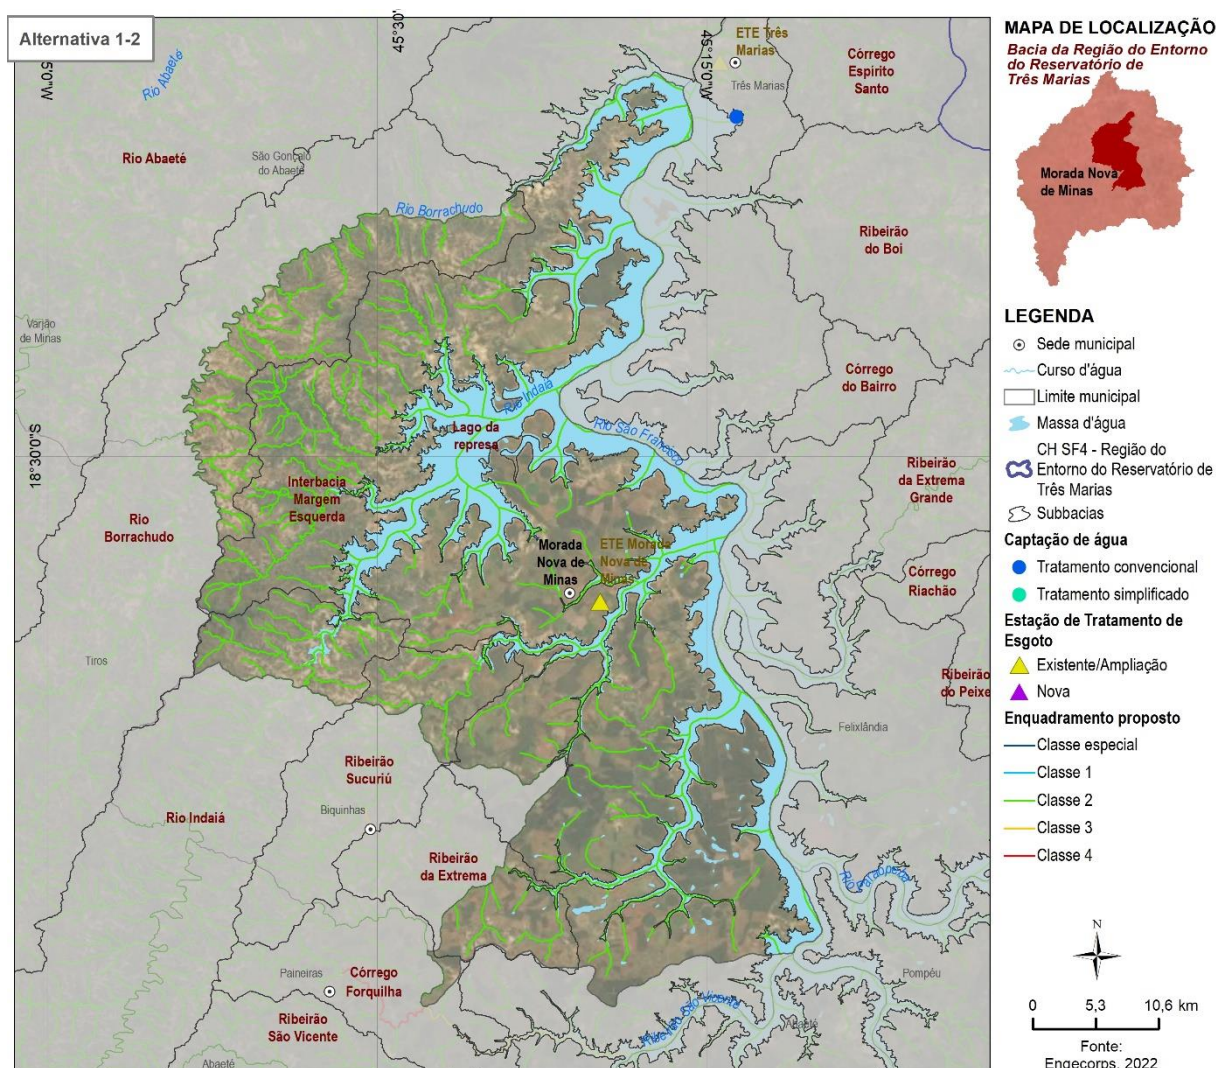 Alternativa 1-2
5'0"W
45°30'
45°15'0"W
18°30"S
ETE Três
Marias
Três Marias
Córrego
Espirito
Santo
Rio Abaeté
Rio Abaeté
São Gonçalo
do Abaeté
Rio Borrachudo
Ribeirão
do Boi
Varjão
de Minas
Córrego
do Bairro
Rio Indaiá
Lago da
represa
Rio São Francisco
Ribeirão
da Extrema
Grande
Interbacia
Margem
Esquerda
Rio
Borrachudo
Morada
Nova de
Minas
ETE Morada
Nova de
Minas
Córrego
Riachão
Tiros
Ribeirão
do Peixe
Felixlândia
Ribeirão
Sucuriú
Biquinhas
Rio Indaiá
Ribeirão
da Extrema
Rio Paraopeba
Paineiras
Córrego
Forquilha
Pompéu
Ribeirão São Vicente
Abaeté
Ribeirão
São Vicente
Abaeté
MAPA DE LOCALIZAÇÃO
Bacia da Região do Entorno
do Reservatório de
Três Marias
Morada Nova
de Minas
LEGENDA
Sede municipal
Curso d'água
Limite municipal
Massa d'água
CH SF4 - Região do
Entorno do Reservatório de
Três Marias
Subbacias
Captação de água
Tratamento convencional
Tratamento simplificado
Estação de Tratamento de
Esgoto
Existente/Ampliação
Nova
Enquadramento proposto
Classe especial
Classe 1
Classe 2
Classe 3
Classe 4
N
0 5,3 10,6 km
Fonte:
Engecorps, 2022